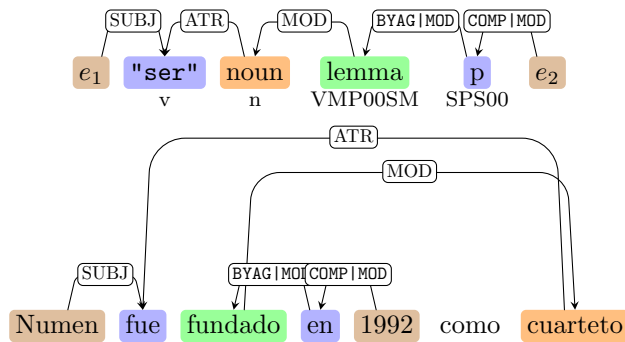 SUBJ ATR MOD BYAG|MOD COMP|MOD
e₁ "ser" noun lemma p e₂
v n VMP00SM SPS00
ATR
MOD
SUBJ BYAG|MOD COMP|MOD
Numen fue fundado en 1992 como cuarteto